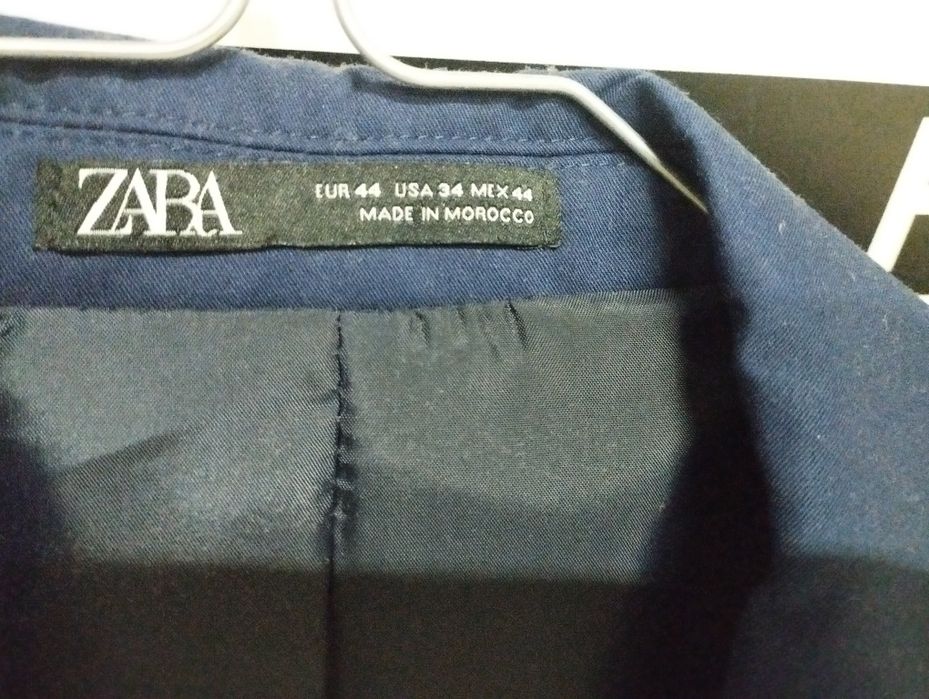 ZARA
EUR 44 USA 34 MEX 44
MADE IN MOROCCO